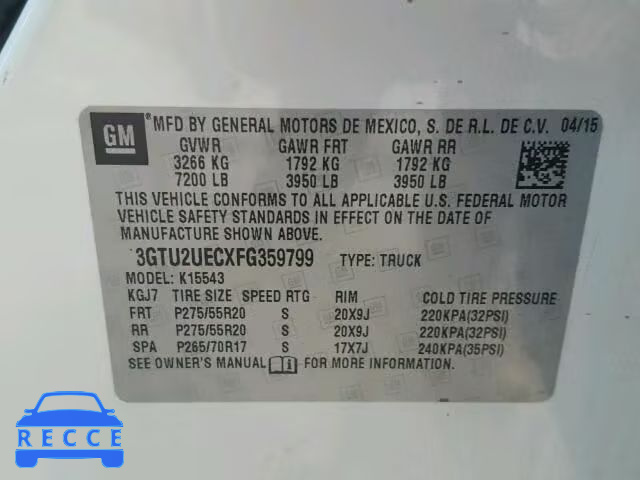 GM
® MFD BY GENERAL MOTORS DE MEXICO, S. DE R.L. DE C.V. 04/15
GVWR GAWR FRT GAWR RR
3266 KG 1792 KG 1792 KG
7200 LB 3950 LB 3950 LB
THIS VEHICLE CONFORMS TO ALL APPLICABLE U.S. FEDERAL MOTOR
VEHICLE SAFETY STANDARDS IN EFFECT ON THE DATE OF
MANUFACTURE SHOWN ABOVE.
3GTU2UECXFG359799 TYPE: TRUCK
MODEL: K15543
KGJ7 TIRE SIZE SPEED RTG RIM COLD TIRE PRESSURE
FRT P275/55R20 S 20X9J 220KPA(32PSI)
RR P275/55R20 S 20X9J 220KPA(32PSI)
SPA P265/70R17 S 17X7J 240KPA(35PSI)
SEE OWNER'S MANUAL FOR MORE INFORMATION.
RECCE